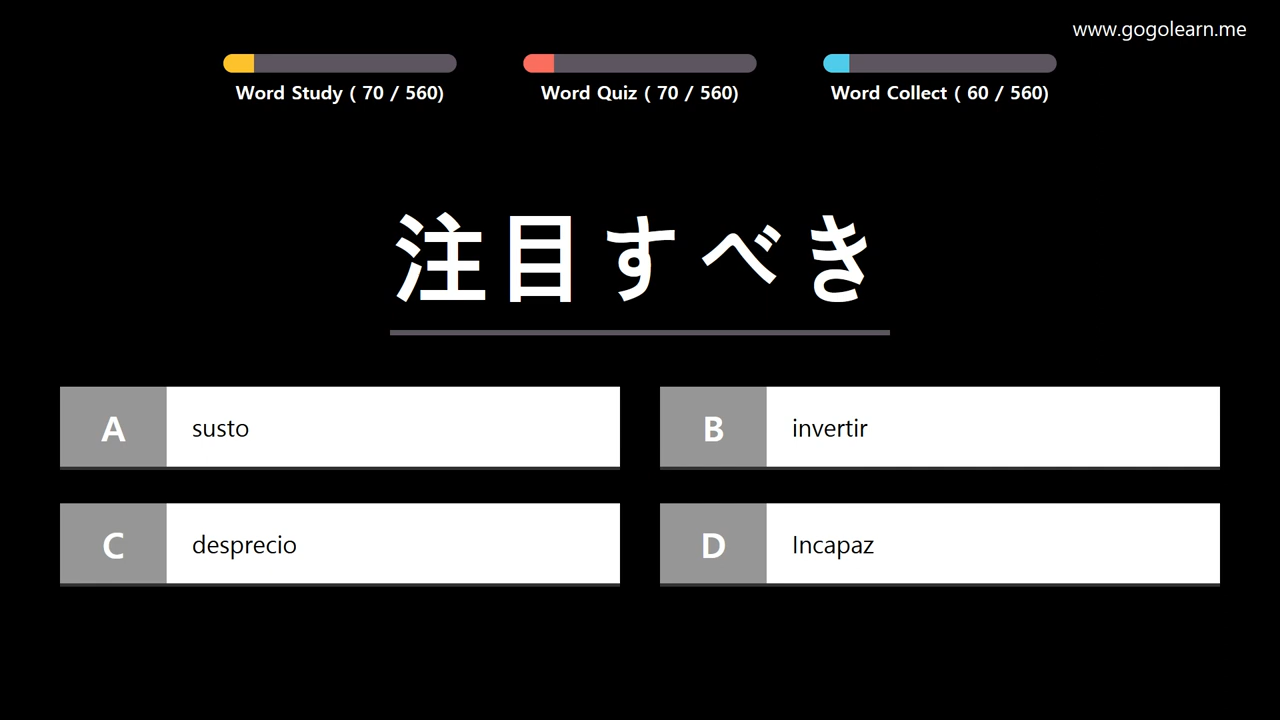 www.gogolearn.me
Word Study ( 70 / 560)
Word Quiz ( 70 / 560)
Word Collect ( 60 / 560)
注目すべき
A susto
B invertir
C desprecio
D Incapaz